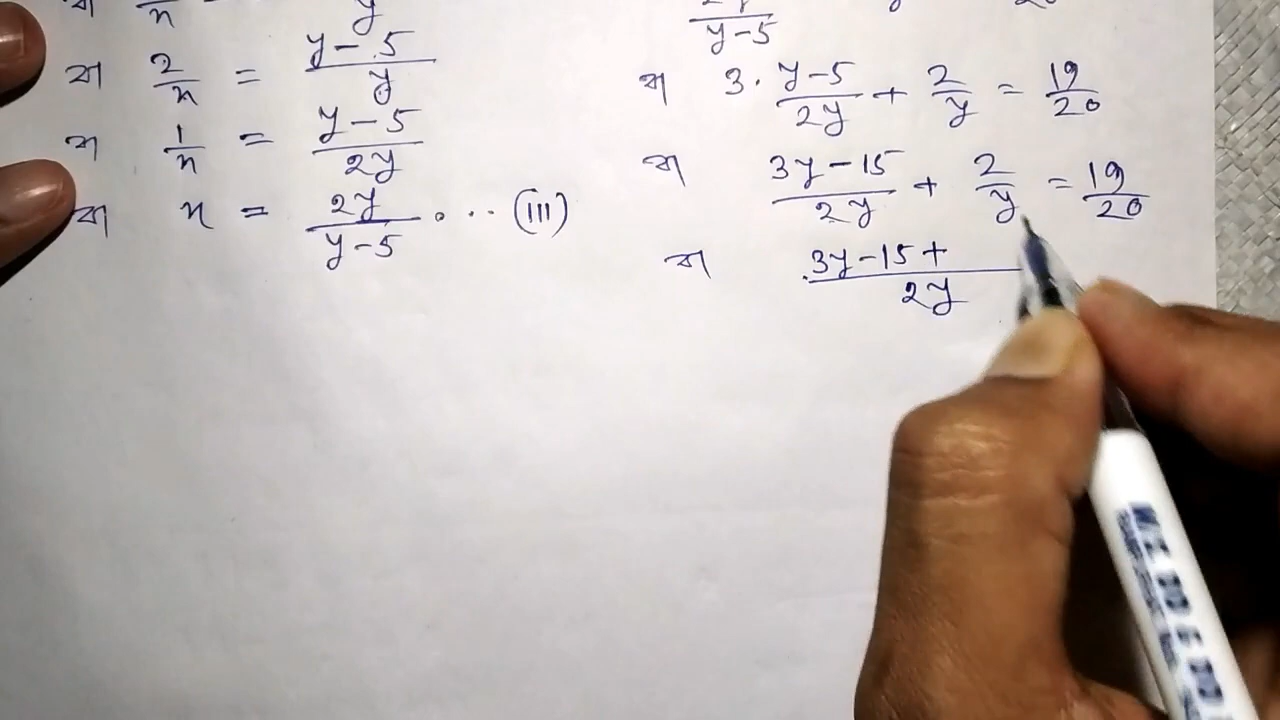 বা 2/x = (y-5)/y
বা 1/x = (y-5)/2y
বা x = 2y/(y-5) ... (iii)
y-5
বা 3. (y-5)/2y + 2/y = 19/20
বা (3y-15)/2y + 2/y = 19/20
বা (3y-15+)/2y